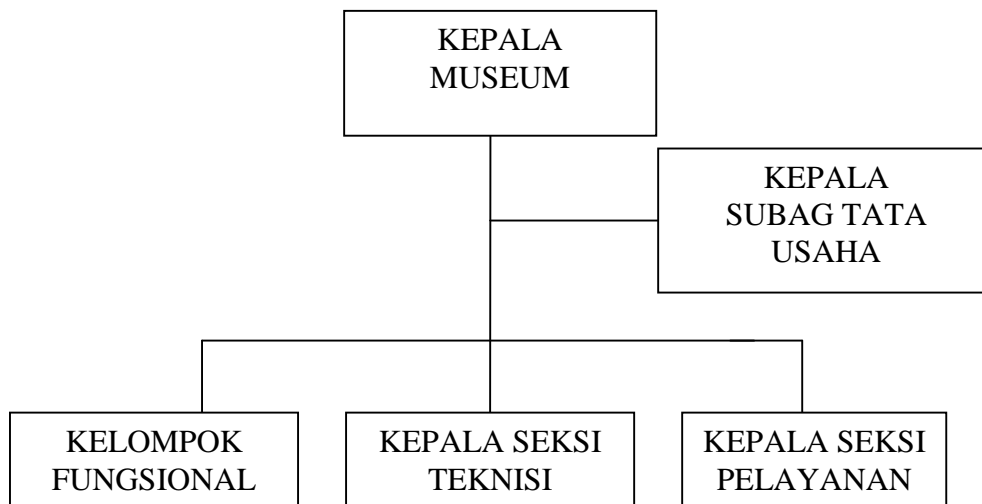 KEPALA
MUSEUM
KEPALA
SUBAG TATA
USAHA
KELOMPOK
FUNGSIONAL
KEPALA SEKSI
TEKNISI
KEPALA SEKSI
PELAYANAN